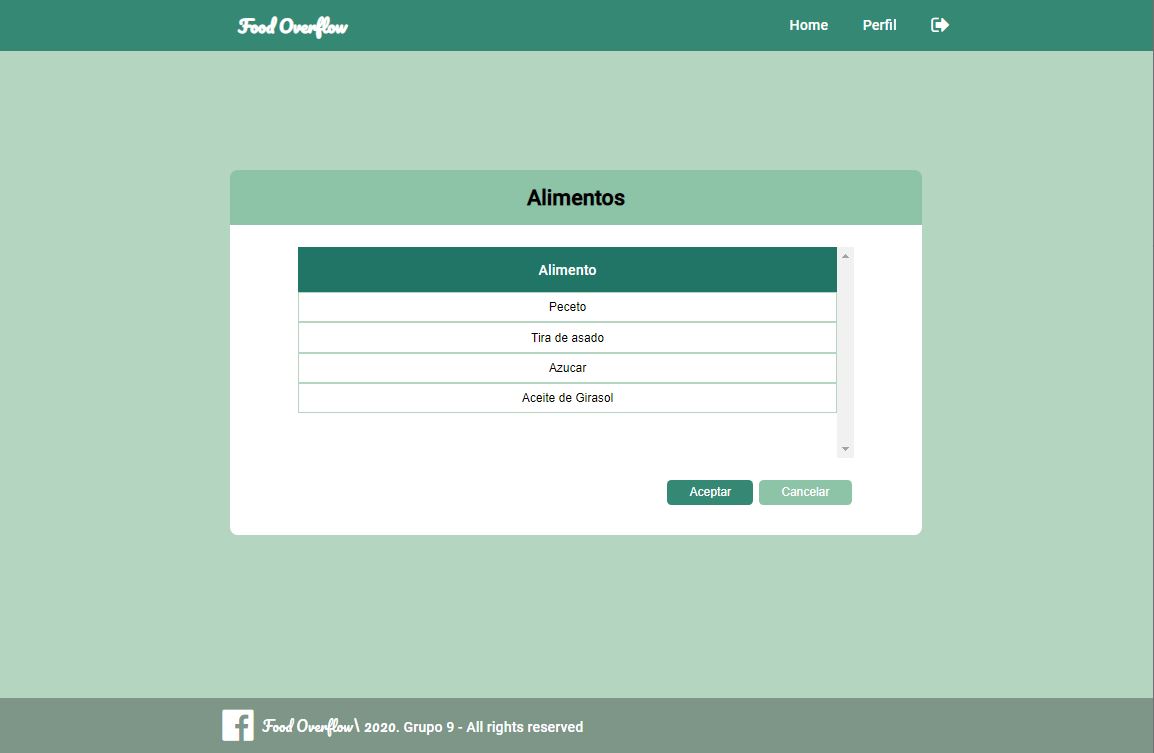 Food Overflow Home Perfil
Alimentos
Alimento
Peceto
Tira de asado
Azucar
Aceite de Girasol
Aceptar Cancelar
Food Overflow\ 2020. Grupo 9 - All rights reserved